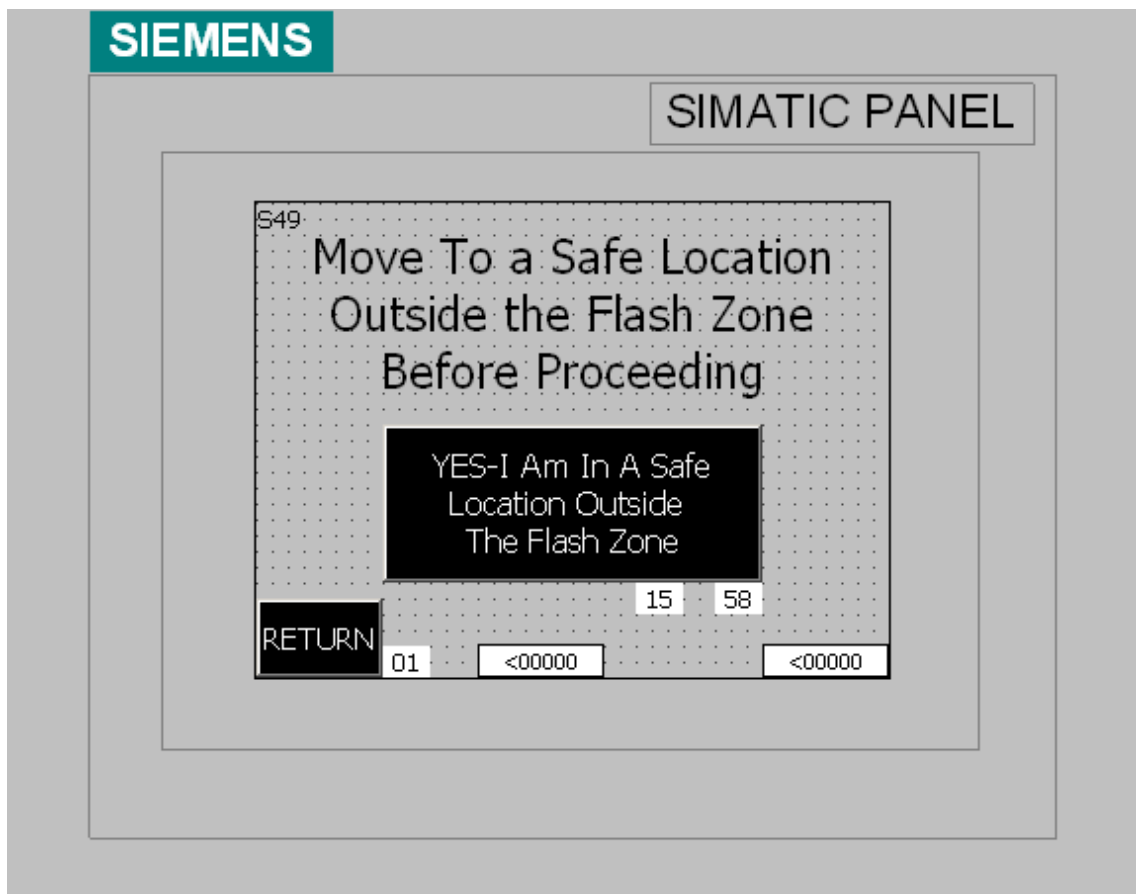 SIEMENS
SIMATIC PANEL
S49
Move To a Safe Location
Outside the Flash Zone
Before Proceeding
YES-I Am In A Safe
Location Outside
The Flash Zone
15 58
RETURN
01 <00000 <00000